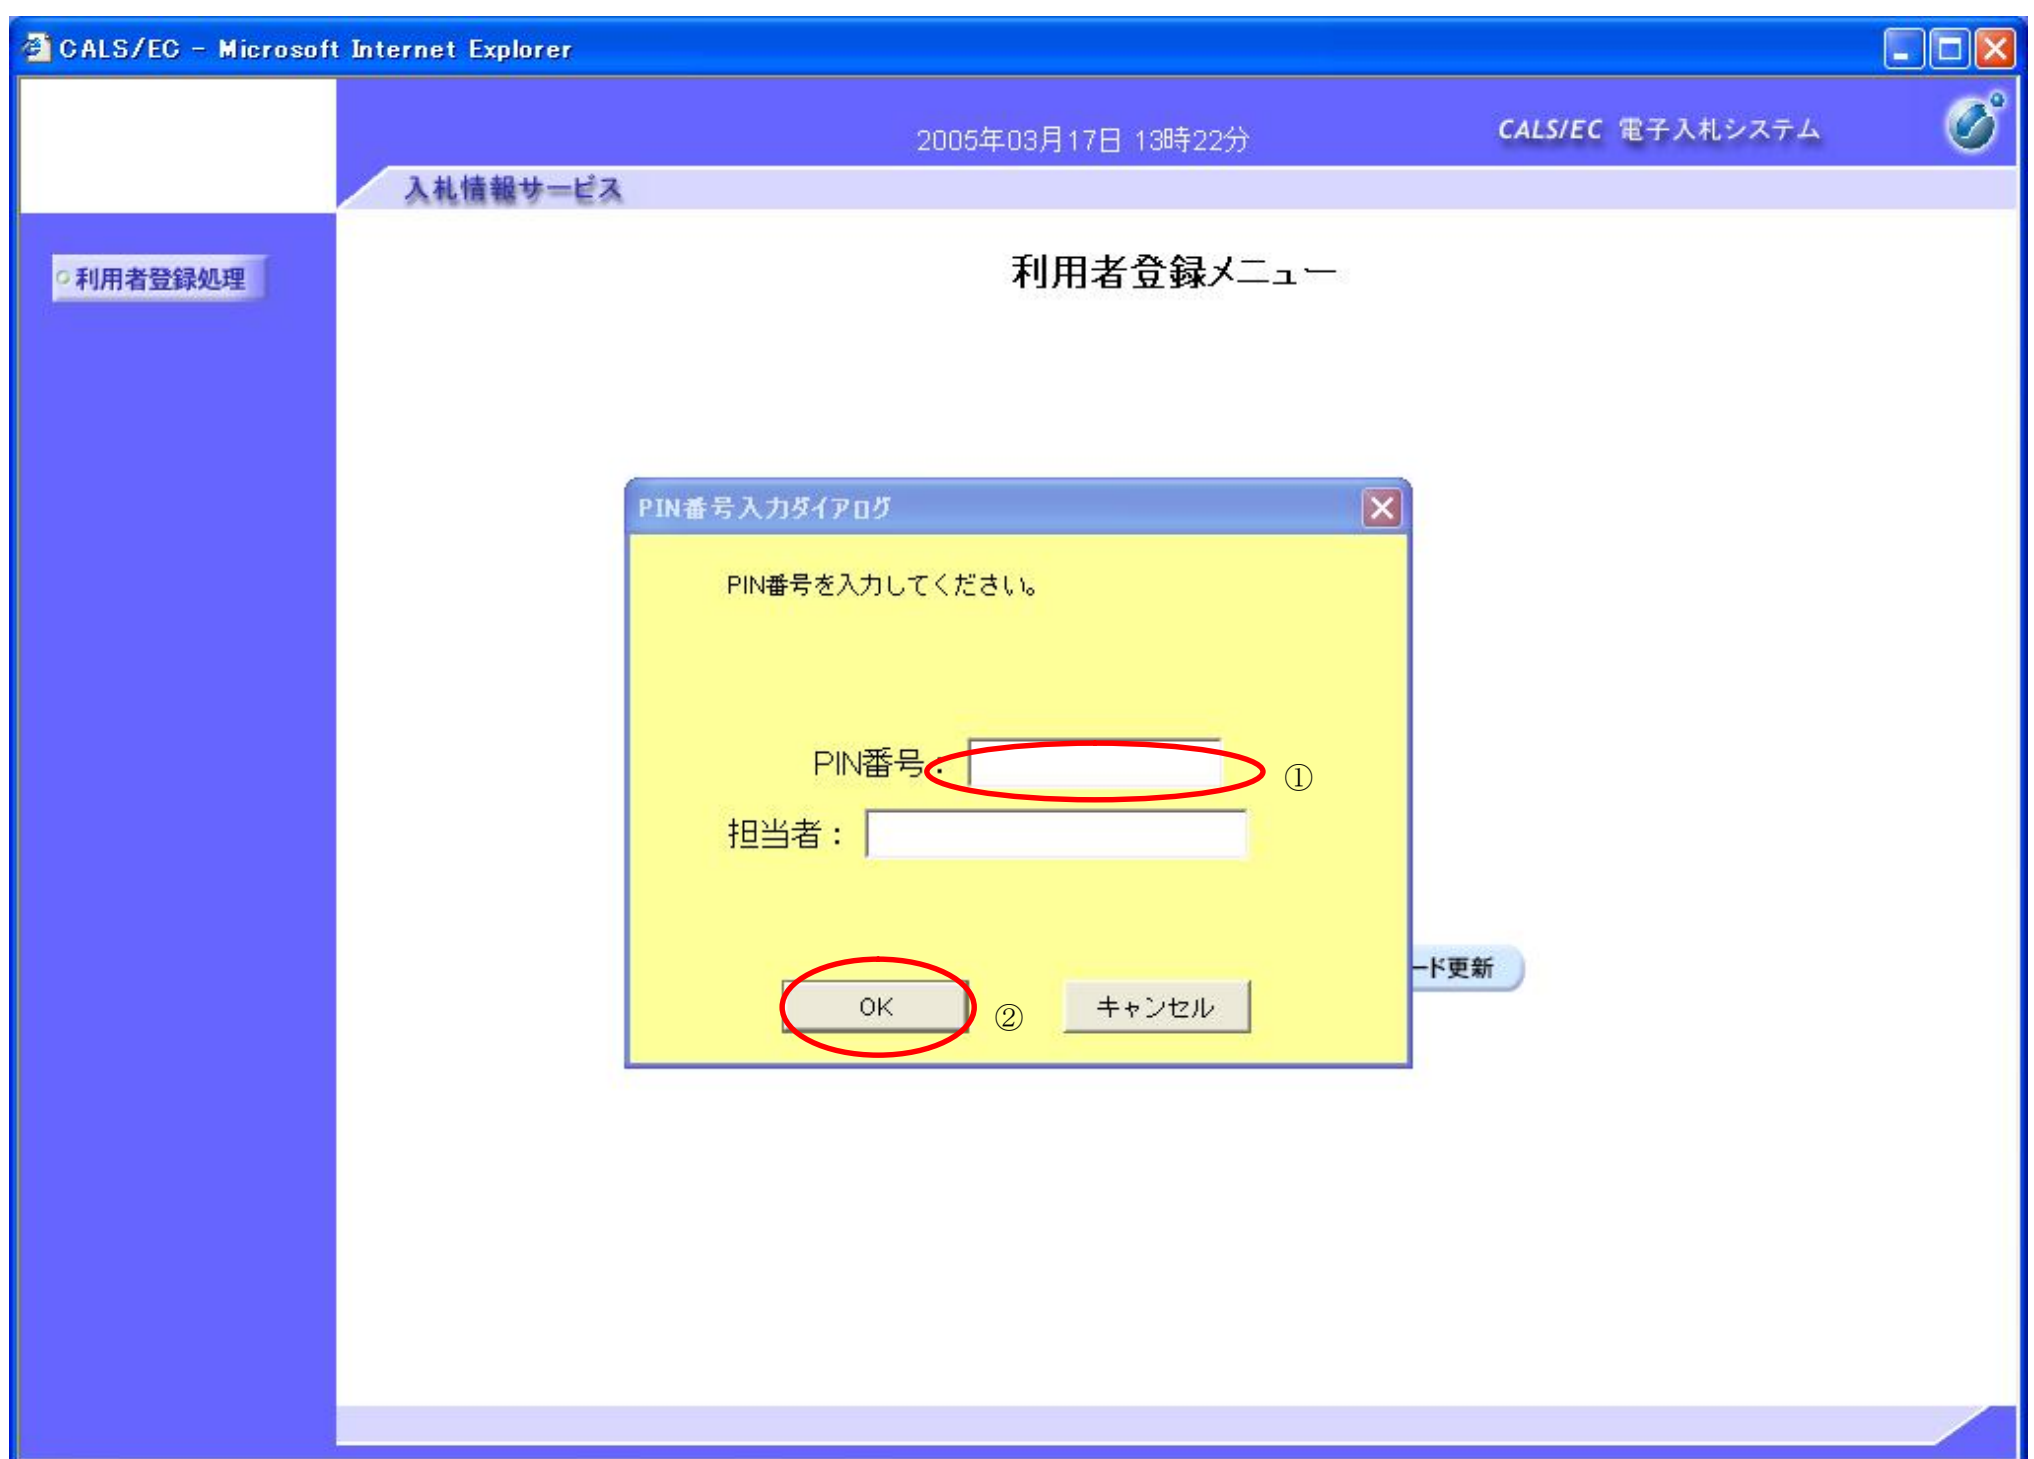 CALS/EC - Microsoft Internet Explorer
2005年03月17日 13時22分
CALS/EC 電子入札システム
入札情報サービス
利用者登録処理
利用者登録メニュー
PIN番号入力ダイアログ
PIN番号を入力してください。
PIN番号：
①
担当者：
ード更新
OK
②
キャンセル